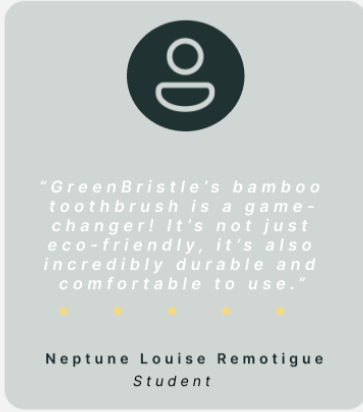 “GreenBristle’s bamboo
toothbrush is a game-
changer! It’s not just
eco-friendly, it’s also
incredibly durable and
comfortable to use.”
Neptune Louise Remotigue
Student